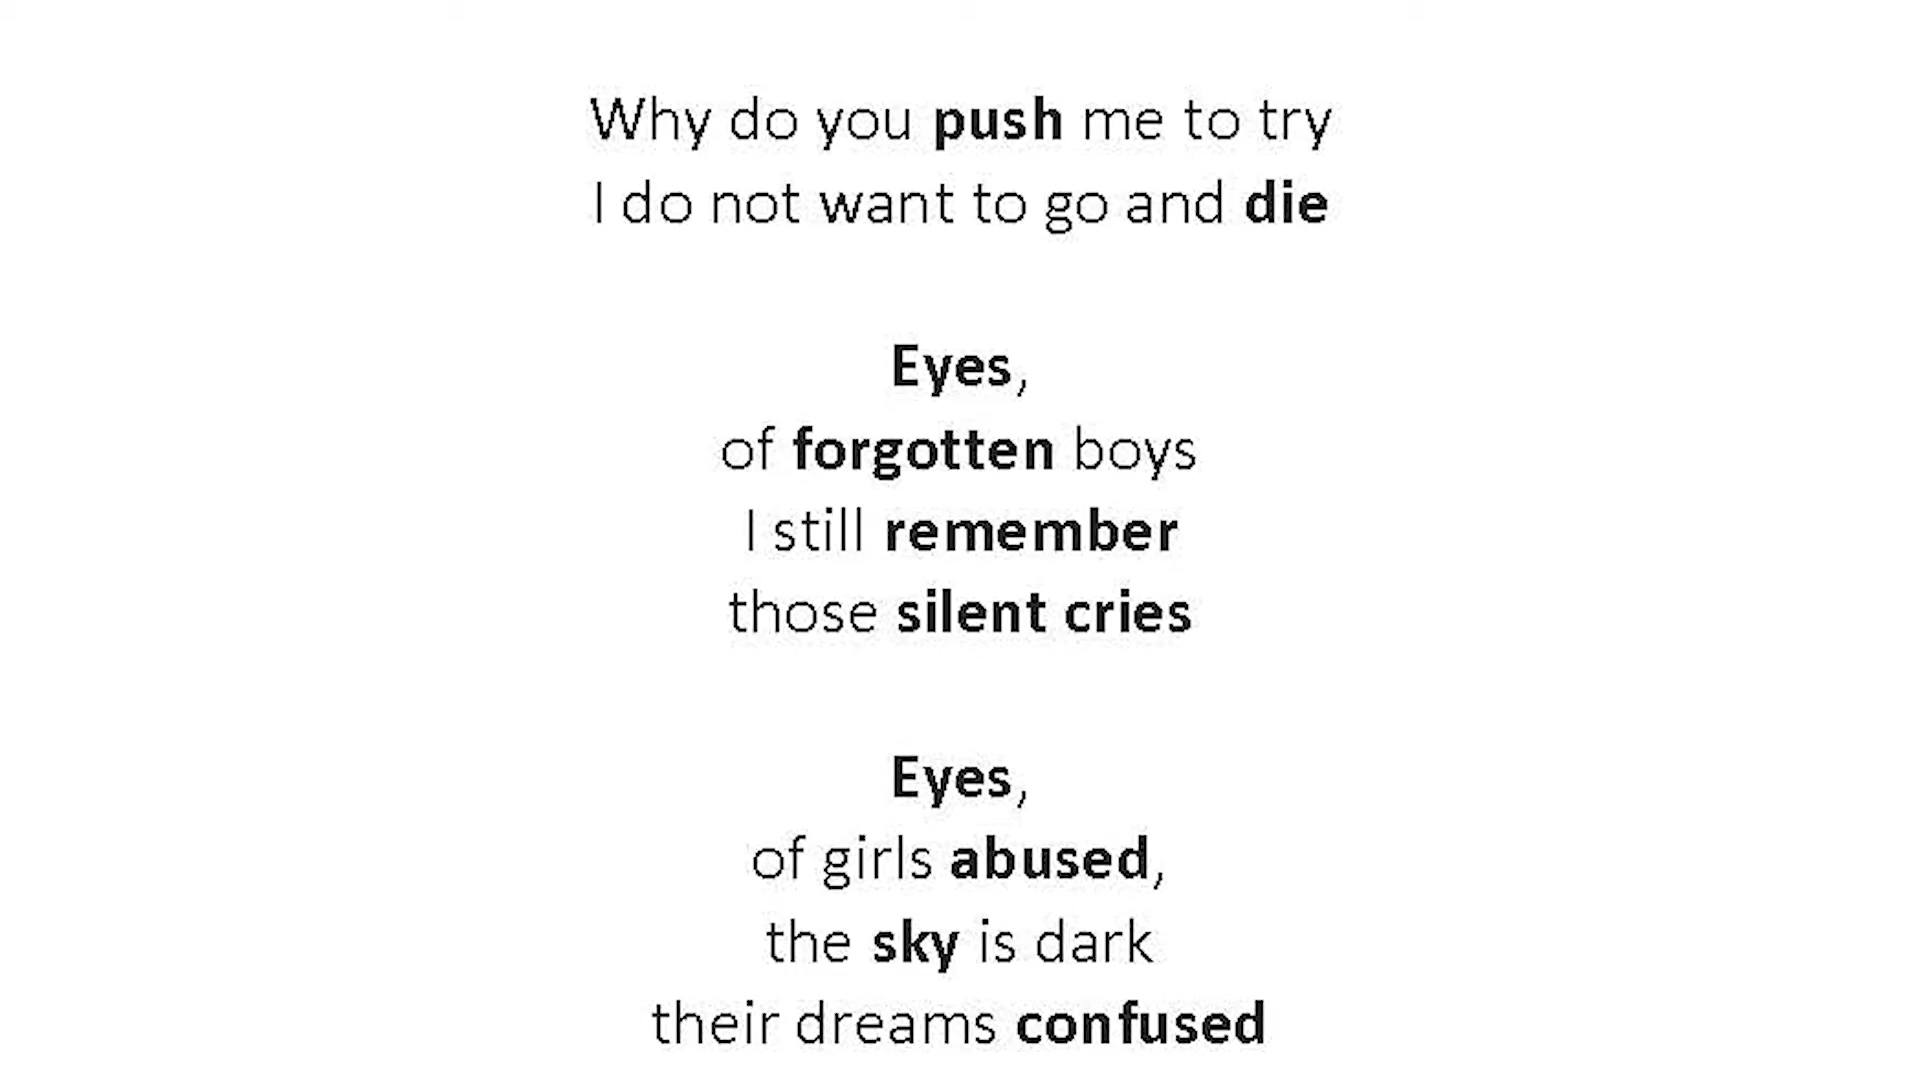 Why do you push me to try
I do not want to go and die
Eyes,
of forgotten boys
I still remember
those silent cries
Eyes,
of girls abused,
the sky is dark
their dreams confused